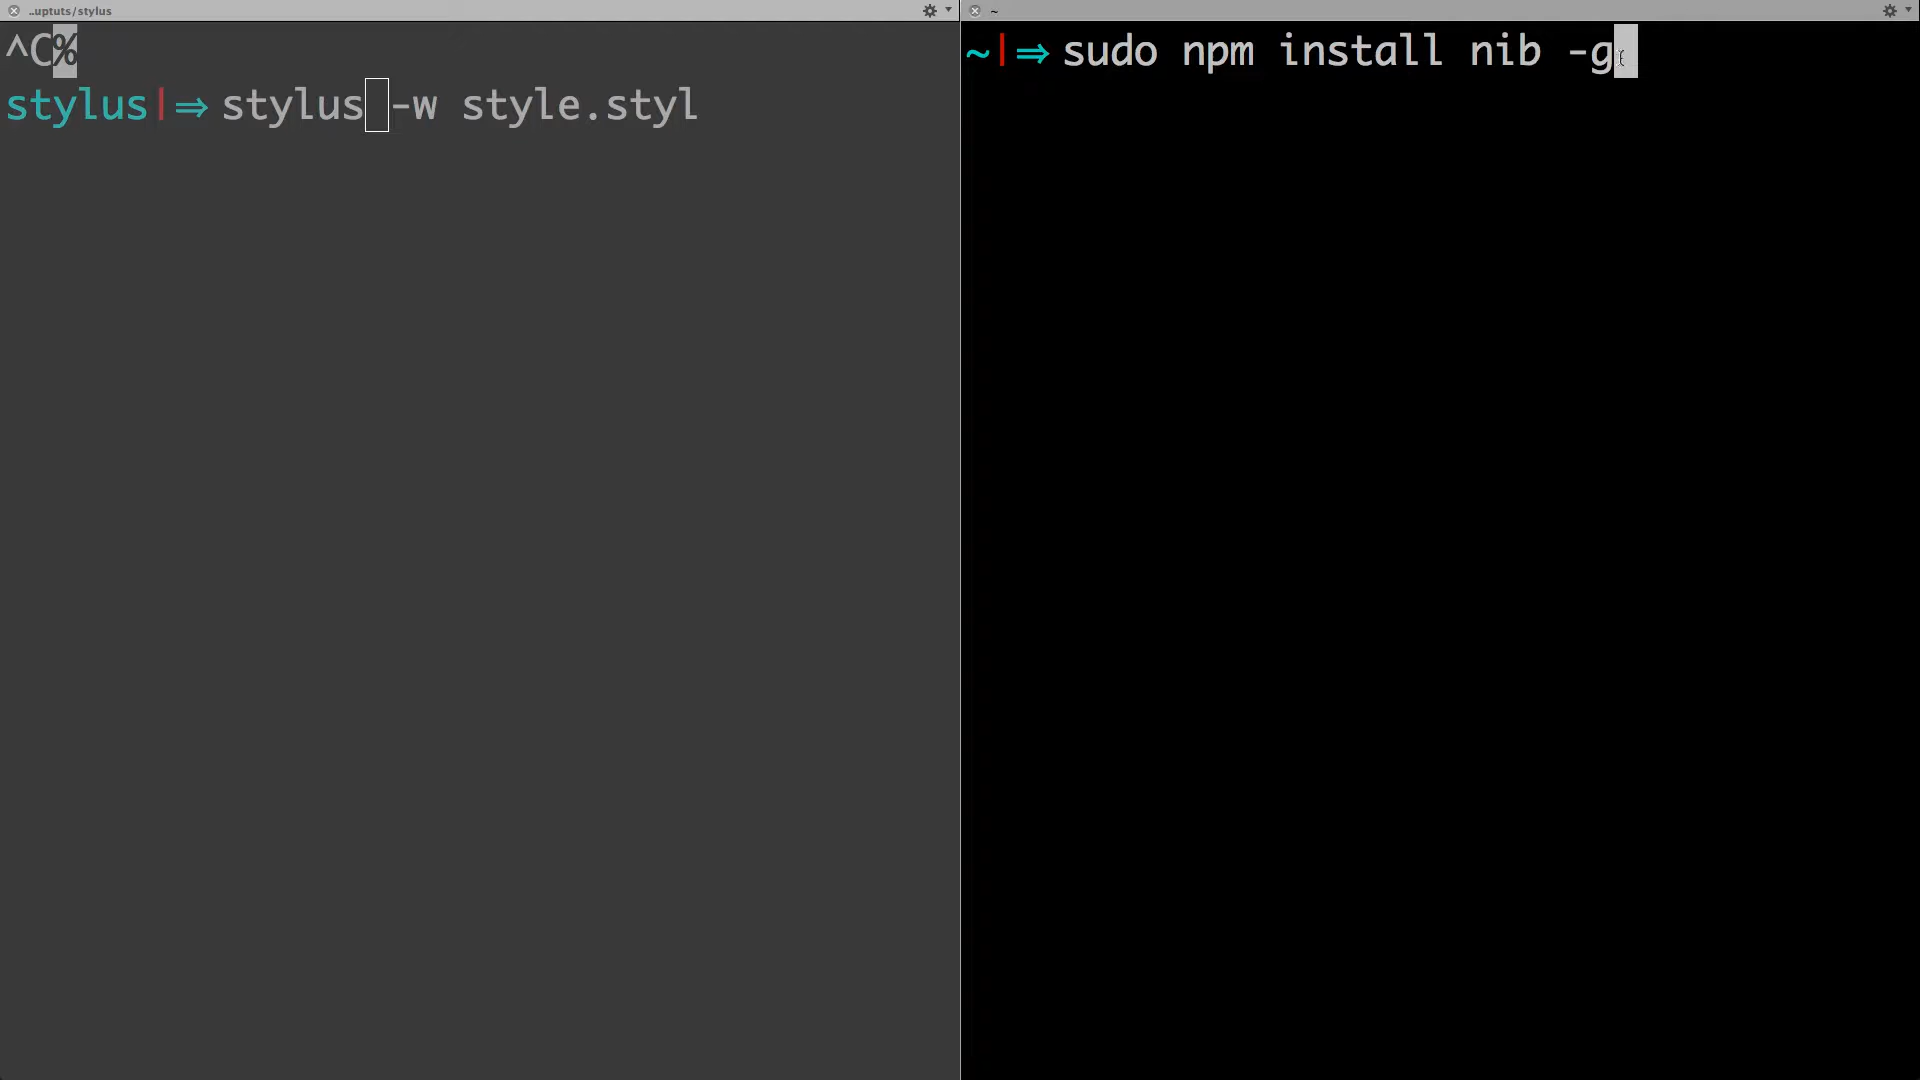 ..uptuts/stylus
^C%
stylus|⇒ stylus -w style.styl
~
~|⇒ sudo npm install nib -g